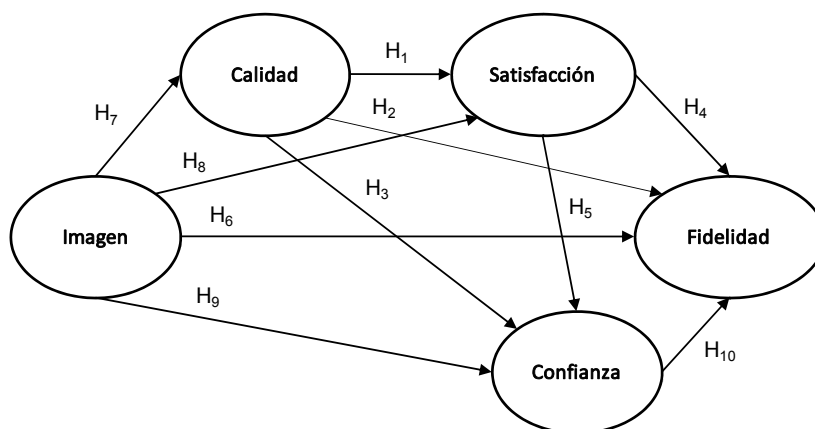 H₁
Calidad
Satisfacción
H₂
H₄
H₇
H₈
H₃
H₅
H₆
Imagen
Fidelidad
H₉
H₁₀
Confianza